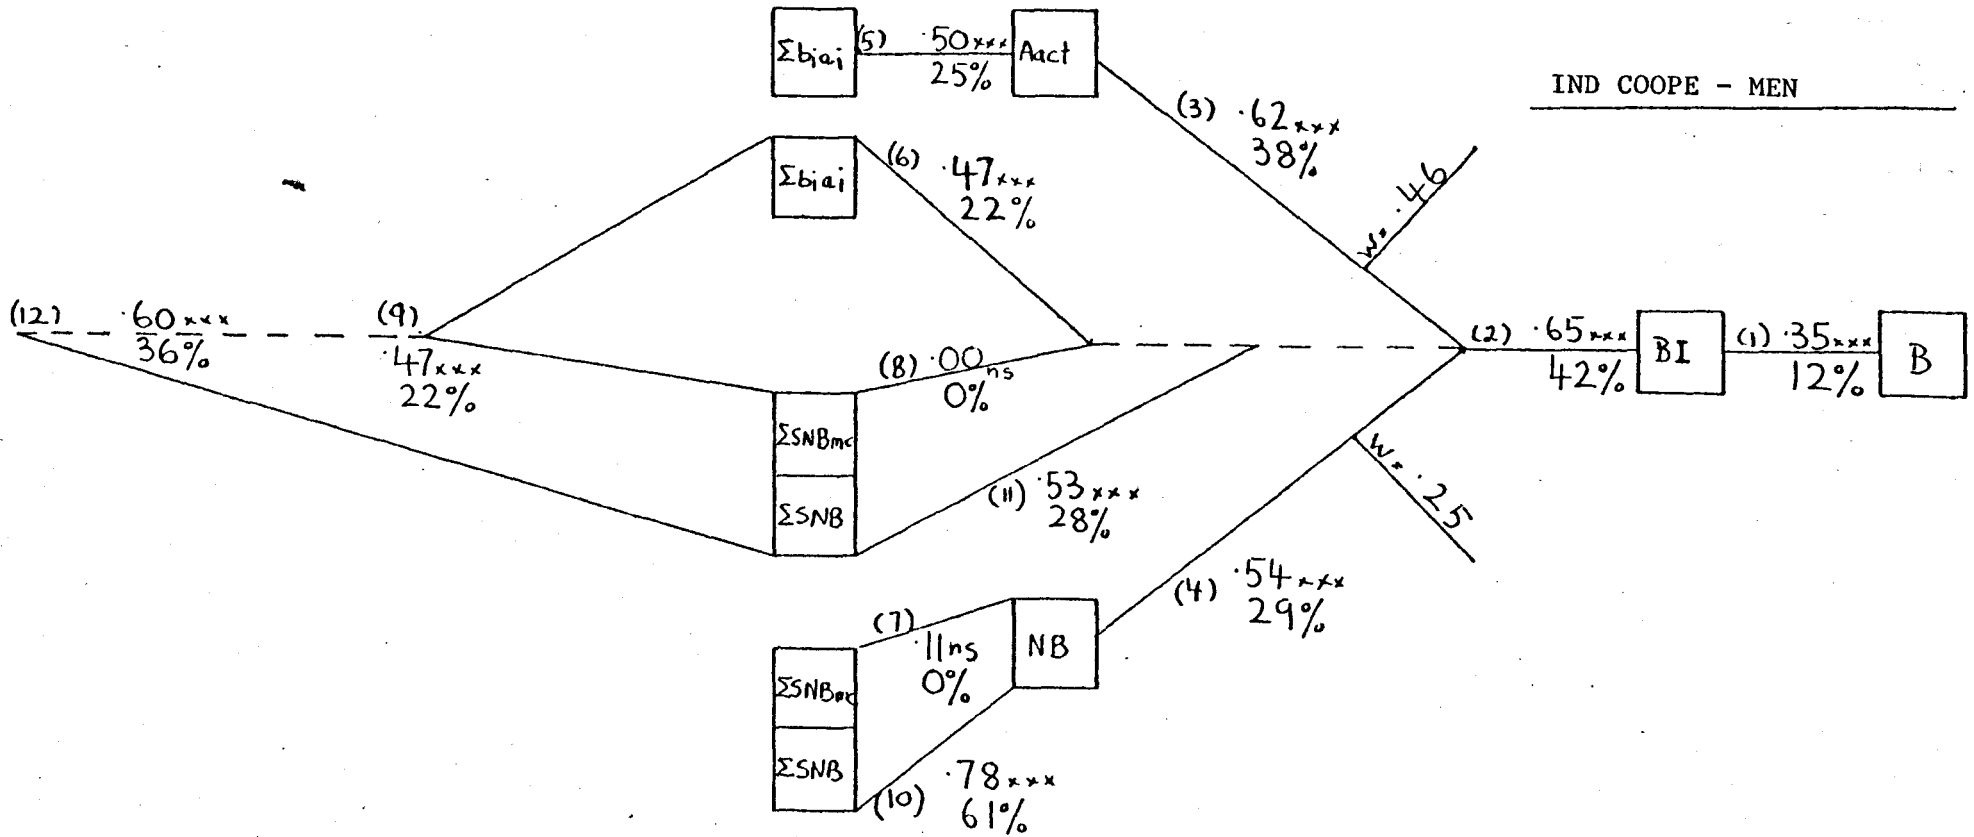 Σbiai
(5) ·50xxx
25%
Aact
IND COOPE - MEN
(3) ·62xxx
38%
Σbiai
(6) ·47xxx
22%
w= ·46
(12) ·60xxx
36%
(9)
·47xxx
22%
(8) ·00ns
0%
(2) ·65xxx
42%
BI
(1) ·35xxx
12%
B
ΣSNBmc
ΣSNB
(11) ·53xxx
28%
w= ·25
(4) ·54xxx
29%
(7)
·11ns
0%
NB
ΣSNBmc
ΣSNB
(10) ·78xxx
61%